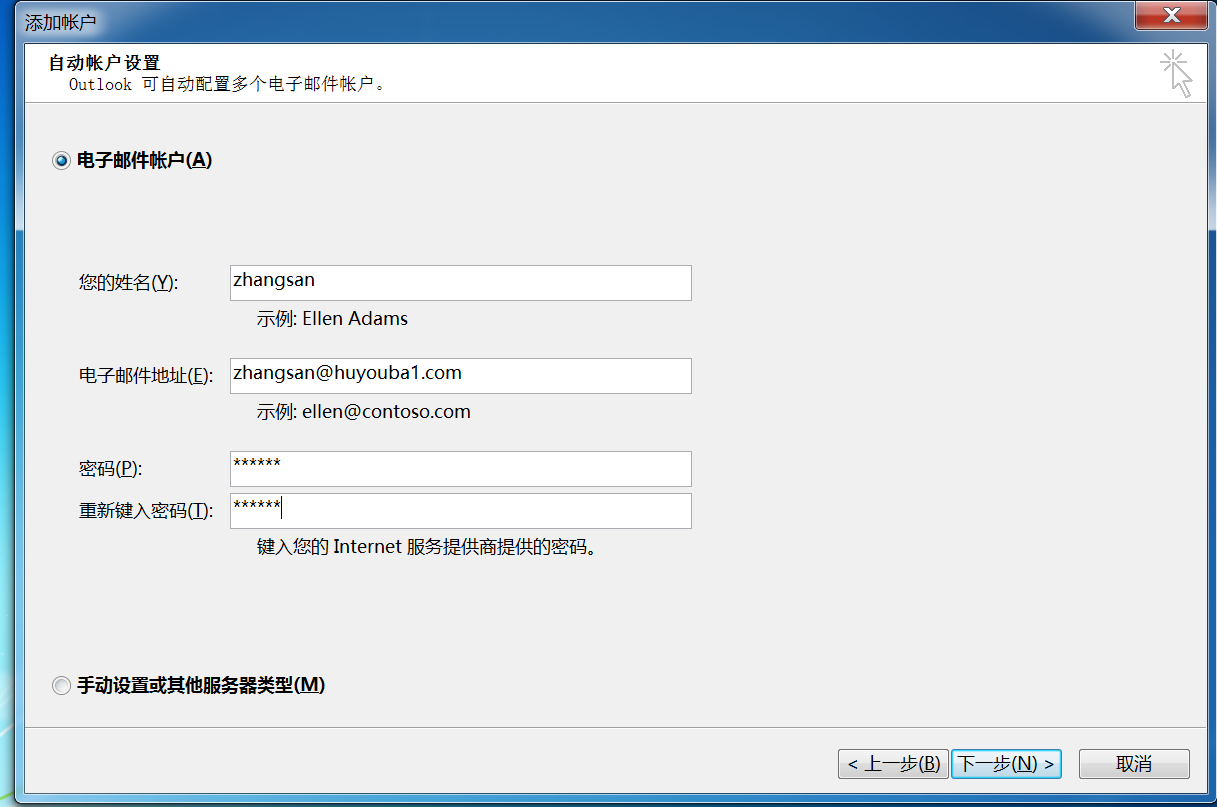 添加帐户
自动帐户设置
Outlook 可自动配置多个电子邮件帐户。
电子邮件帐户(A)
您的姓名(Y): zhangsan
示例: Ellen Adams
电子邮件地址(E): zhangsan@huyouba1.com
示例: ellen@contoso.com
密码(P): ******
重新键入密码(T): ******
键入您的 Internet 服务提供商提供的密码。
手动设置或其他服务器类型(M)
< 上一步(B) 下一步(N) > 取消